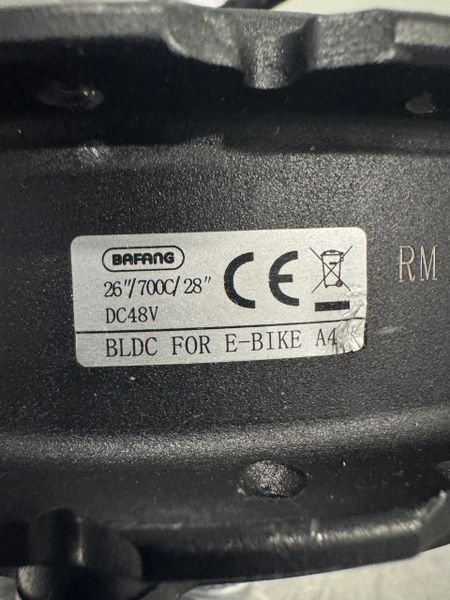 BAFANG
26"/700C/28"
DC48V
CE
BLDC FOR E-BIKE A4
RM